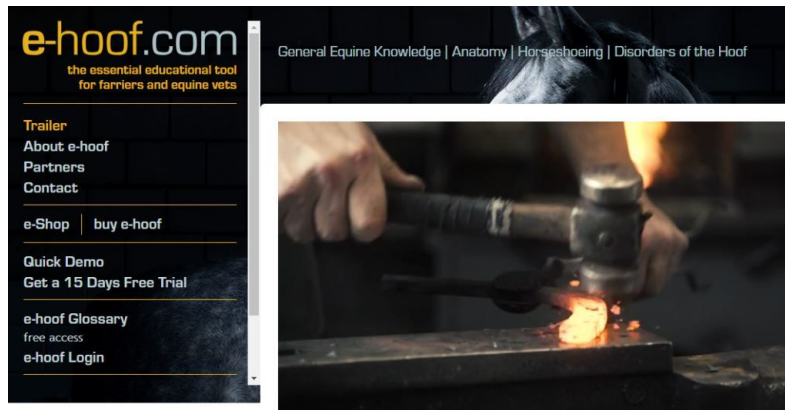 e-hoof.com
the essential educational tool
for farriers and equine vets
General Equine Knowledge | Anatomy | Horseshoeing | Disorders of the Hoof
Trailer
About e-hoof
Partners
Contact
e-Shop | buy e-hoof
Quick Demo
Get a 15 Days Free Trial
e-hoof Glossary
free access
e-hoof Login